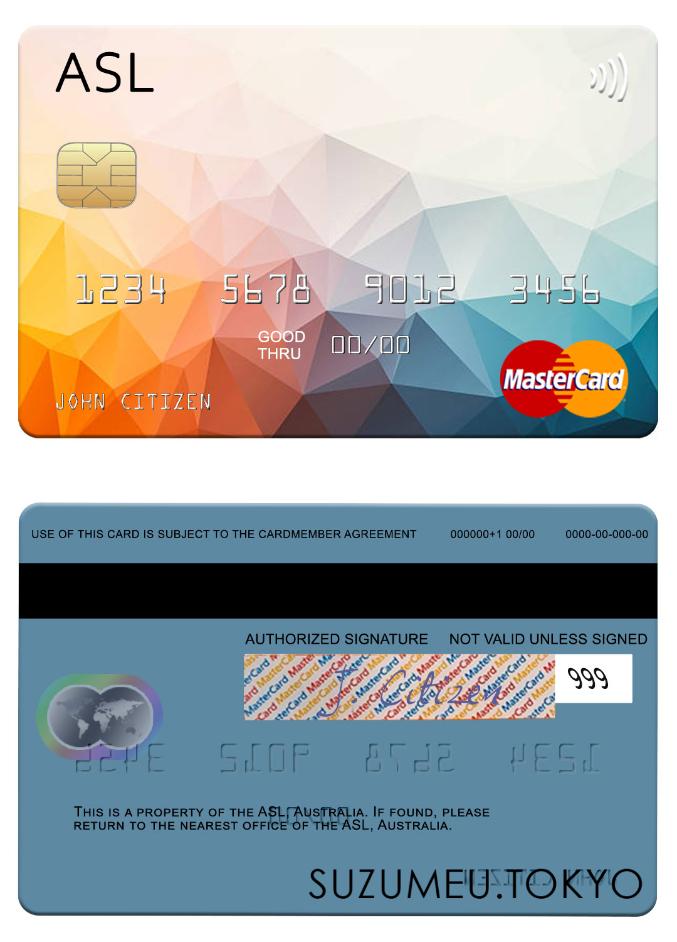 ASL
1234 5678 9012 3456
GOOD THRU 00/00
JOHN CITIZEN
MasterCard
USE OF THIS CARD IS SUBJECT TO THE CARDMEMBER AGREEMENT 000000+1 00/00 0000-00-000-00
AUTHORIZED SIGNATURE NOT VALID UNLESS SIGNED
J. Citizen 999
THIS IS A PROPERTY OF THE ASL, AUSTRALIA. IF FOUND, PLEASE
RETURN TO THE NEAREST OFFICE OF THE ASL, AUSTRALIA.
SUZUMEU.TOKYO